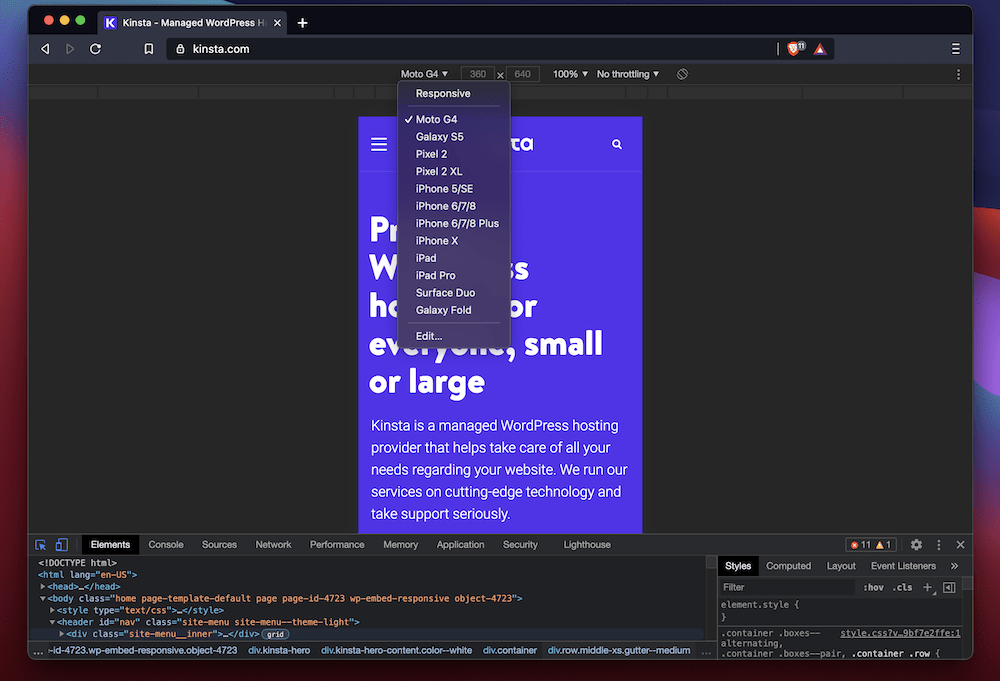 K Kinsta - Managed WordPress H
kinsta.com
11
Moto G4 ▾ 360 × 640 100% ▾ No throttling ▾
Responsive
✓ Moto G4
Galaxy S5
Pixel 2
Pixel 2 XL
iPhone 5/SE
iPhone 6/7/8
iPhone 6/7/8 Plus
iPhone X
iPad
iPad Pro
Surface Duo
Galaxy Fold
Edit...
small
or large
Kinsta is a managed WordPress hosting
provider that helps take care of all your
needs regarding your website. We run our
services on cutting-edge technology and
take support seriously.
Elements Console Sources Network Performance Memory Application Security Lighthouse 11 1
<!DOCTYPE html>
<html lang="en-US">
<head>…</head>
<body class="home page-template-default page page-id-4723 wp-embed-responsive object-4723">
<style type="text/css">…</style>
<header id="nav" class="site-menu site-menu--theme-light">
<div class="site-menu__inner">…</div> grid
... -id-4723.wp-embed-responsive.object-4723 div.kinsta-hero div.kinsta-hero-content.color--white div.container div.row.middle-xs.gutter--medium ...
Styles Computed Layout Event Listeners »
Filter :hov .cls +
element.style {
}
.container .boxes-- style.css?v…9bf7e2ffe:1
alternating,
.container .boxes--pair, .container .row {